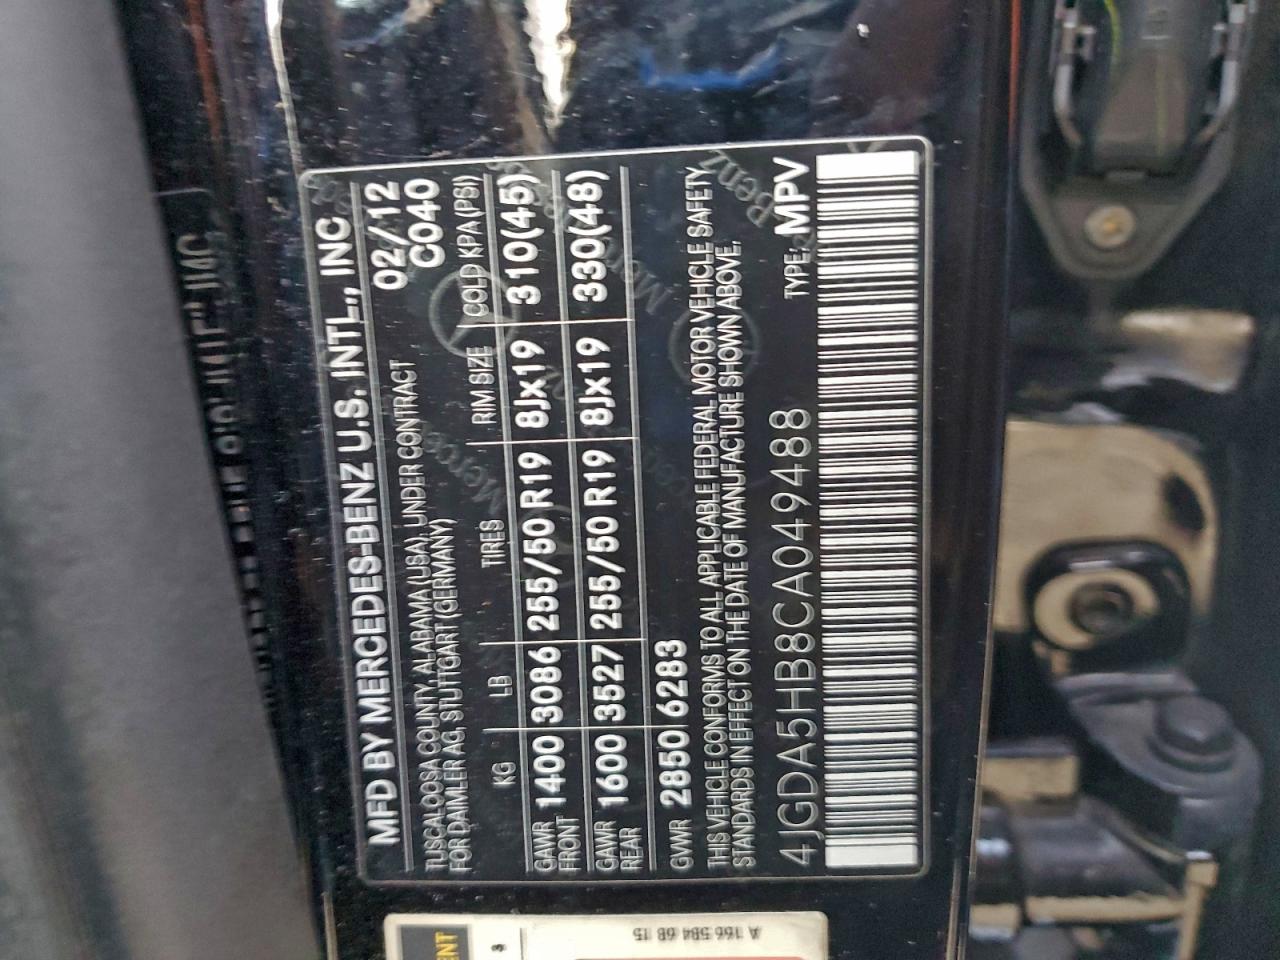 MFD BY MERCEDES-BENZ U.S. INTL., INC
TUSCALOOSA COUNTY, ALABAMA (USA), UNDER CONTRACT 02/12
FOR DAIMLER AG, STUTTGART (GERMANY) C040
KG LB TIRES RIM SIZE COLD KPA (PSI)
GAWR FRONT 1400 3086 255/50 R19 8Jx19 310(45)
GAWR REAR 1600 3527 255/50 R19 8Jx19 330(48)
GVWR 2850 6283
THIS VEHICLE CONFORMS TO ALL APPLICABLE FEDERAL MOTOR VEHICLE SAFETY
STANDARDS IN EFFECT ON THE DATE OF MANUFACTURE SHOWN ABOVE.
4JGDA5HB8CA049488 TYPE: MPV
3
A 166 584 68 15